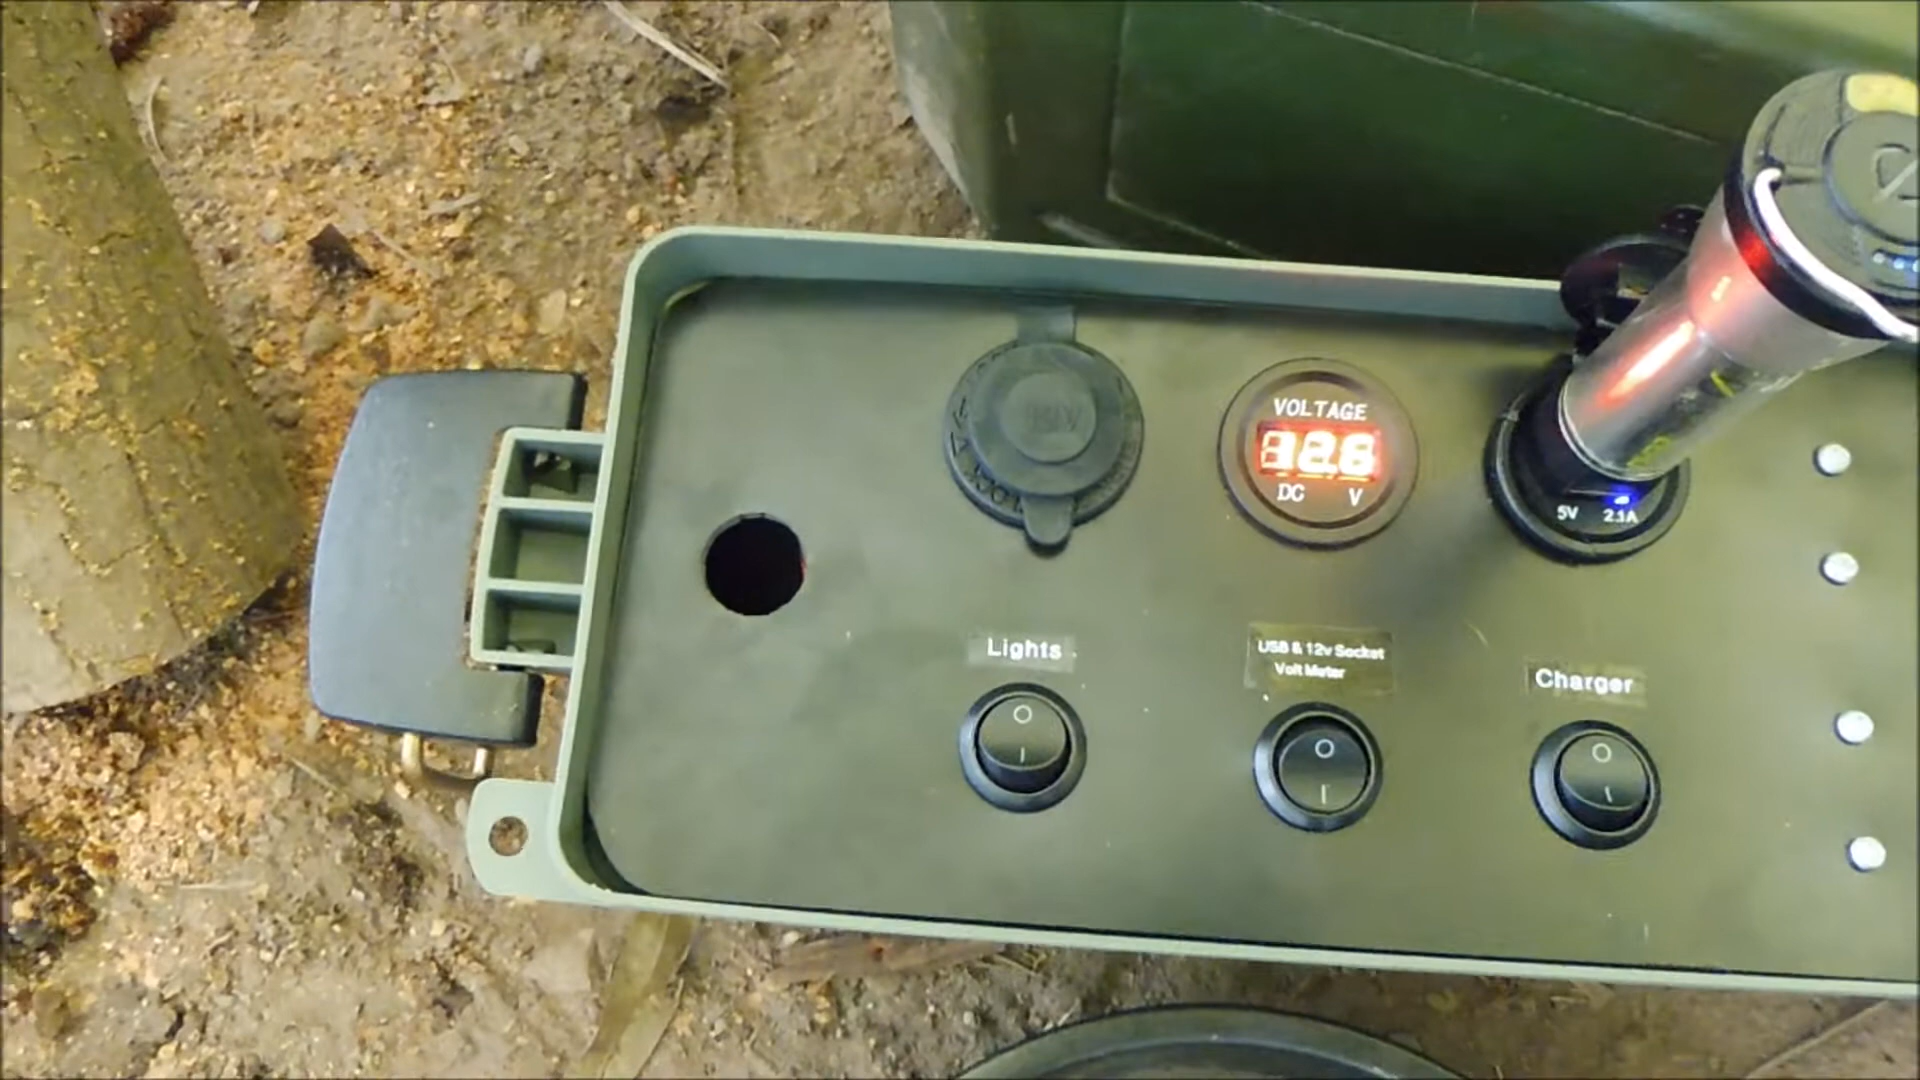 VOLTAGE
12.6
DC V
5V 2.1A
Lights
USB & 12v Socket
Volt Meter
Charger
O
I
O
I
O
I